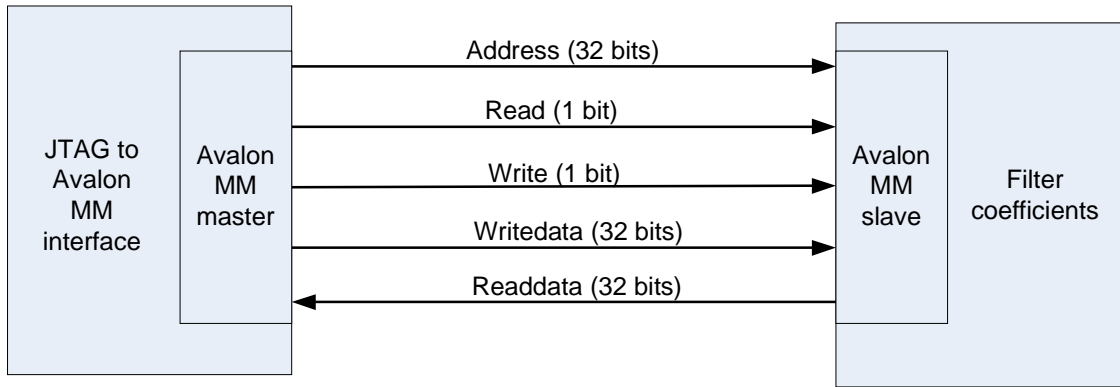 JTAG to
Avalon
MM
interface
Avalon
MM
master
Address (32 bits)
Read (1 bit)
Write (1 bit)
Writedata (32 bits)
Readdata (32 bits)
Avalon
MM
slave
Filter
coefficients